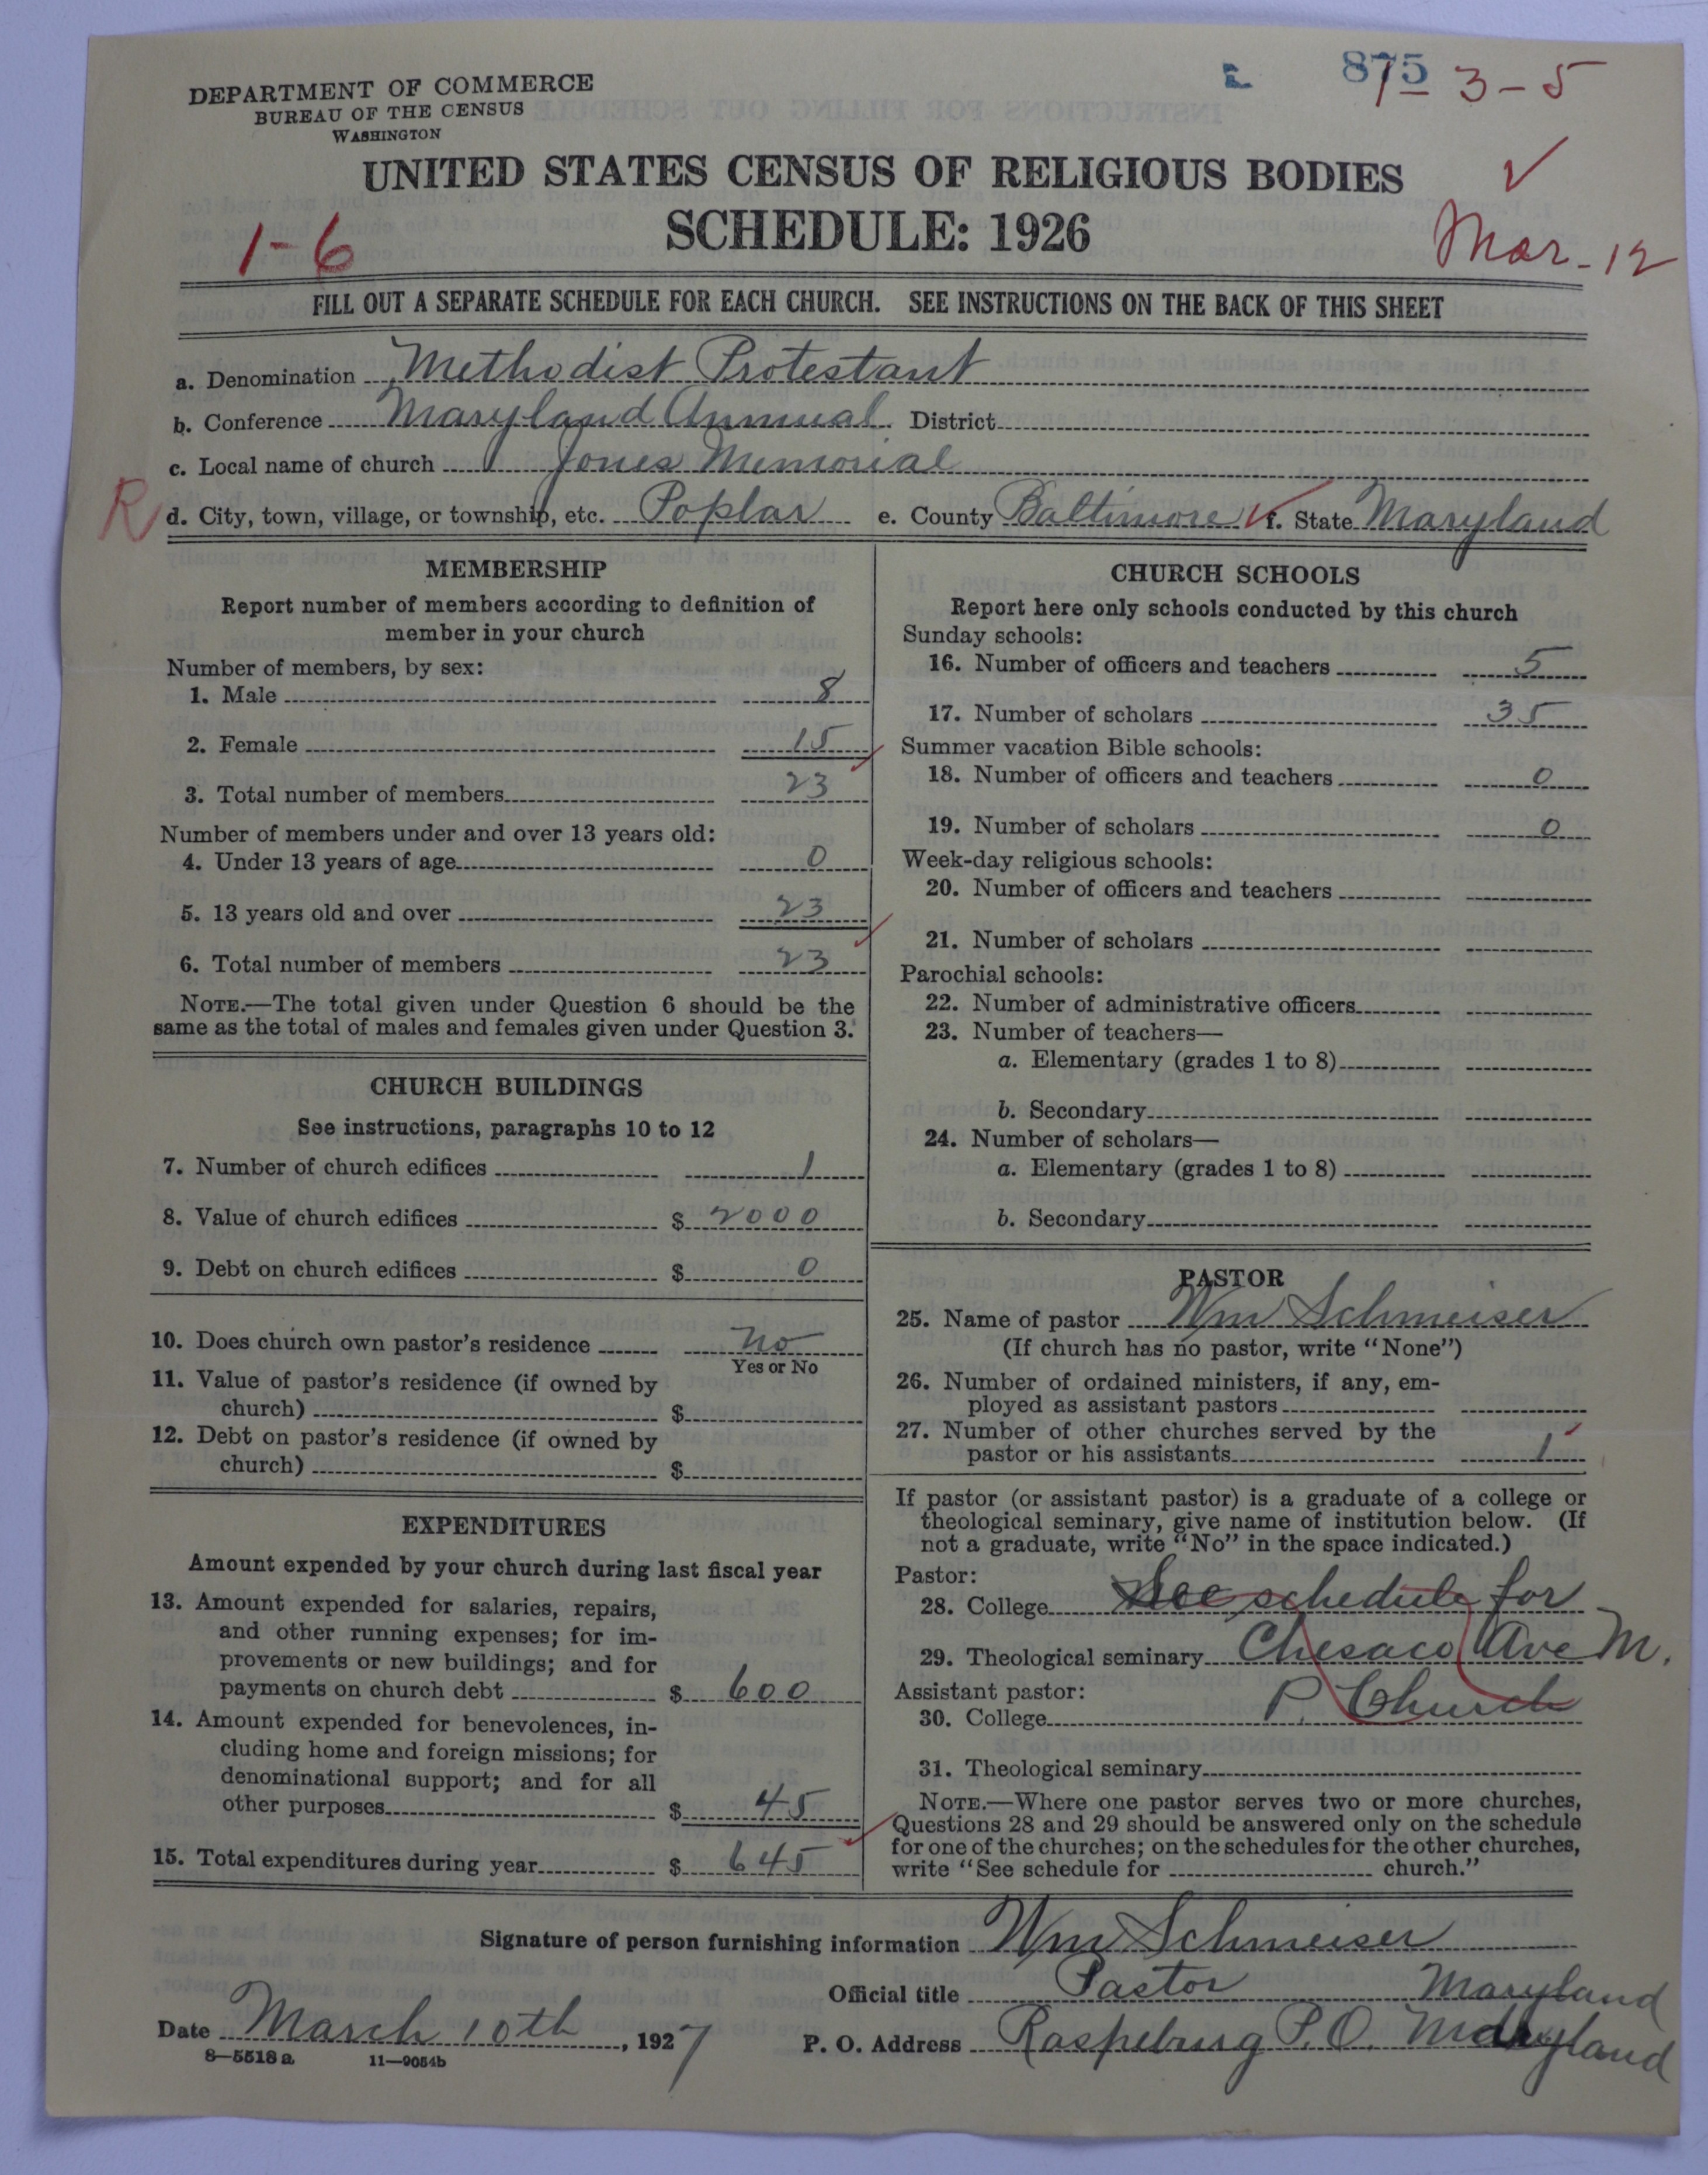 875
1- 3-5
DEPARTMENT OF COMMERCE
BUREAU OF THE CENSUS
WASHINGTON
UNITED STATES CENSUS OF RELIGIOUS BODIES
SCHEDULE: 1926
1-6
Mar-12
FILL OUT A SEPARATE SCHEDULE FOR EACH CHURCH. SEE INSTRUCTIONS ON THE BACK OF THIS SHEET
a. Denomination Methodist Protestant
b. Conference Maryland Annual District
c. Local name of church Jones Memorial
R d. City, town, village, or township, etc. Poplar e. County Baltimore f. State Maryland
MEMBERSHIP
Report number of members according to definition of
member in your church
Number of members, by sex:
1. Male 8
2. Female 15
3. Total number of members 23
Number of members under and over 13 years old:
4. Under 13 years of age 0
5. 13 years old and over 23
6. Total number of members 23
NOTE.—The total given under Question 6 should be the
same as the total of males and females given under Question 3.
CHURCH BUILDINGS
See instructions, paragraphs 10 to 12
7. Number of church edifices 1
8. Value of church edifices $ 2000
9. Debt on church edifices $ 0
10. Does church own pastor's residence no
Yes or No
11. Value of pastor's residence (if owned by
church) $
12. Debt on pastor's residence (if owned by
church) $
EXPENDITURES
Amount expended by your church during last fiscal year
13. Amount expended for salaries, repairs,
and other running expenses; for im-
provements or new buildings; and for
payments on church debt $ 600
14. Amount expended for benevolences, in-
cluding home and foreign missions; for
denominational support; and for all
other purposes $ 45
15. Total expenditures during year $ 645
CHURCH SCHOOLS
Report here only schools conducted by this church
Sunday schools:
16. Number of officers and teachers 5
17. Number of scholars 35
Summer vacation Bible schools:
18. Number of officers and teachers 0
19. Number of scholars 0
Week-day religious schools:
20. Number of officers and teachers
21. Number of scholars
Parochial schools:
22. Number of administrative officers
23. Number of teachers—
a. Elementary (grades 1 to 8)
b. Secondary
24. Number of scholars—
a. Elementary (grades 1 to 8)
b. Secondary
PASTOR
25. Name of pastor Wm Schmeiser
(If church has no pastor, write "None")
26. Number of ordained ministers, if any, em-
ployed as assistant pastors
27. Number of other churches served by the
pastor or his assistants 1
If pastor (or assistant pastor) is a graduate of a college or
theological seminary, give name of institution below. (If
not a graduate, write "No" in the space indicated.)
Pastor:
28. College See schedule for
29. Theological seminary Chesaco Ave M.
Assistant pastor:
30. College P. Church
31. Theological seminary
NOTE.—Where one pastor serves two or more churches,
Questions 28 and 29 should be answered only on the schedule
for one of the churches; on the schedules for the other churches,
write "See schedule for church."
Signature of person furnishing information Wm Schmeiser
Official title Pastor Maryland
Date March 10th, 1927 P. O. Address Raspeburg P.O. Maryland
8—5518 a 11—9054b